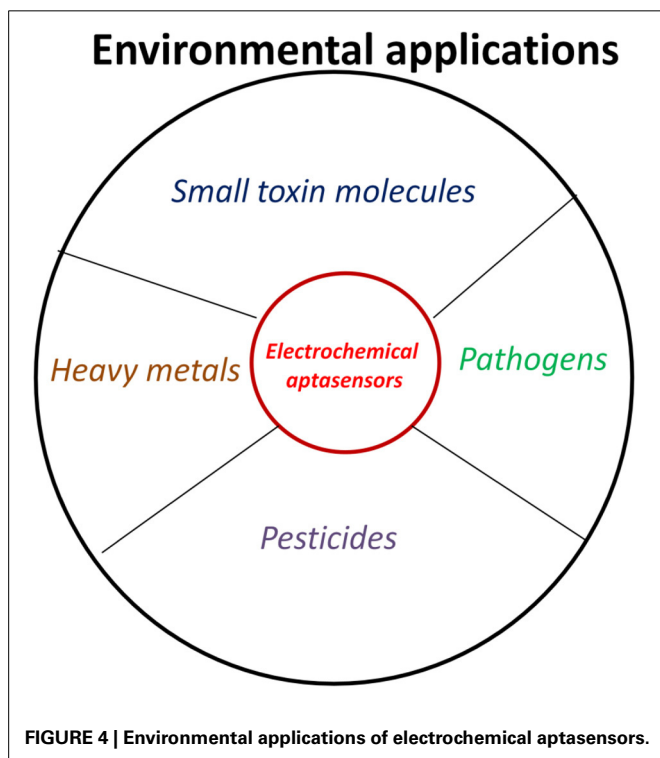 Environmental applications
Small toxin molecules
Electrochemical
aptasensors
Heavy metals
Pathogens
Pesticides
FIGURE 4 | Environmental applications of electrochemical aptasensors.